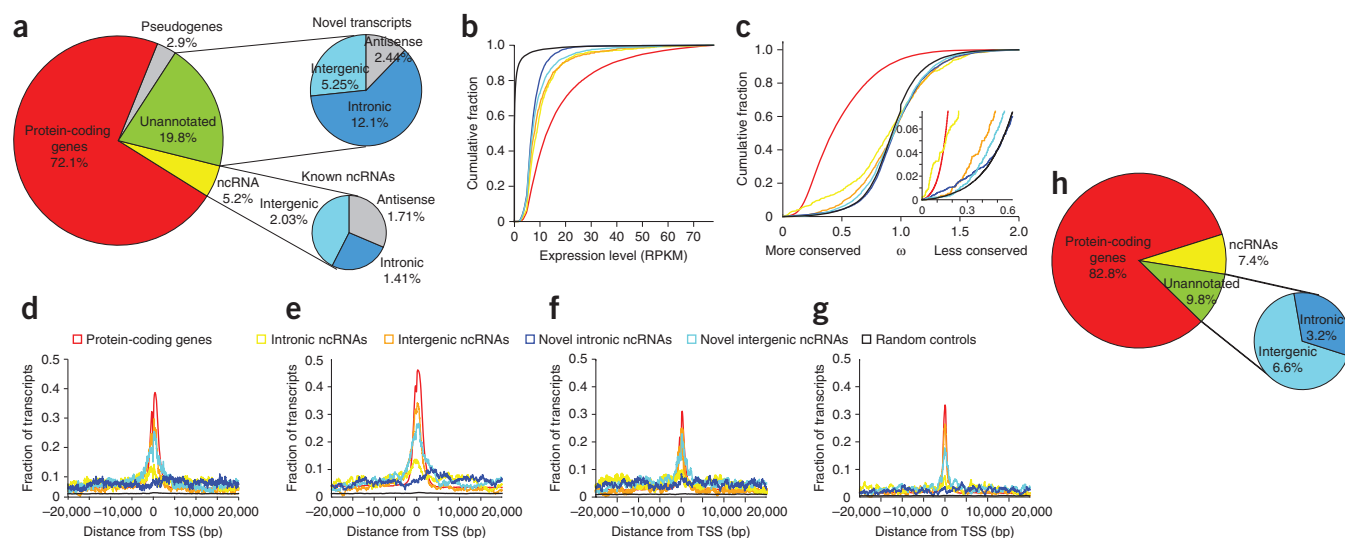 a
Pseudogenes
2.9%
Protein-coding
genes
72.1%
Unannotated
19.8%
ncRNA
5.2%
Novel transcripts
Antisense
2.44%
Intergenic
5.25%
Intronic
12.1%
Known ncRNAs
Intergenic
2.03%
Antisense
1.71%
Intronic
1.41%
b
Cumulative fraction
1.0
0.8
0.6
0.4
0.2
0
0 10 20 30 40 50 60 70
Expression level (RPKM)
c
Cumulative fraction
1.0
0.8
0.6
0.4
0.2
0
0.06
0.04
0.02
0
0 0.3 0.6
0 0.5 1.0 1.5 2.0
More conserved ω Less conserved
h
Protein-coding
genes
82.8%
ncRNAs
7.4%
Unannotated
9.8%
Intronic
3.2%
Intergenic
6.6%
d e f g
Protein-coding genes Intronic ncRNAs Intergenic ncRNAs Novel intronic ncRNAs Novel intergenic ncRNAs Random controls
Fraction of transcripts
0.5
0.4
0.3
0.2
0.1
0
−20,000 −10,000 0 10,000 20,000
Distance from TSS (bp)
Fraction of transcripts
0.5
0.4
0.3
0.2
0.1
0
−20,000 −10,000 0 10,000 20,000
Distance from TSS (bp)
Fraction of transcripts
0.5
0.4
0.3
0.2
0.1
0
−20,000 −10,000 0 10,000 20,000
Distance from TSS (bp)
Fraction of transcripts
0.5
0.4
0.3
0.2
0.1
0
−20,000 −10,000 0 10,000 20,000
Distance from TSS (bp)